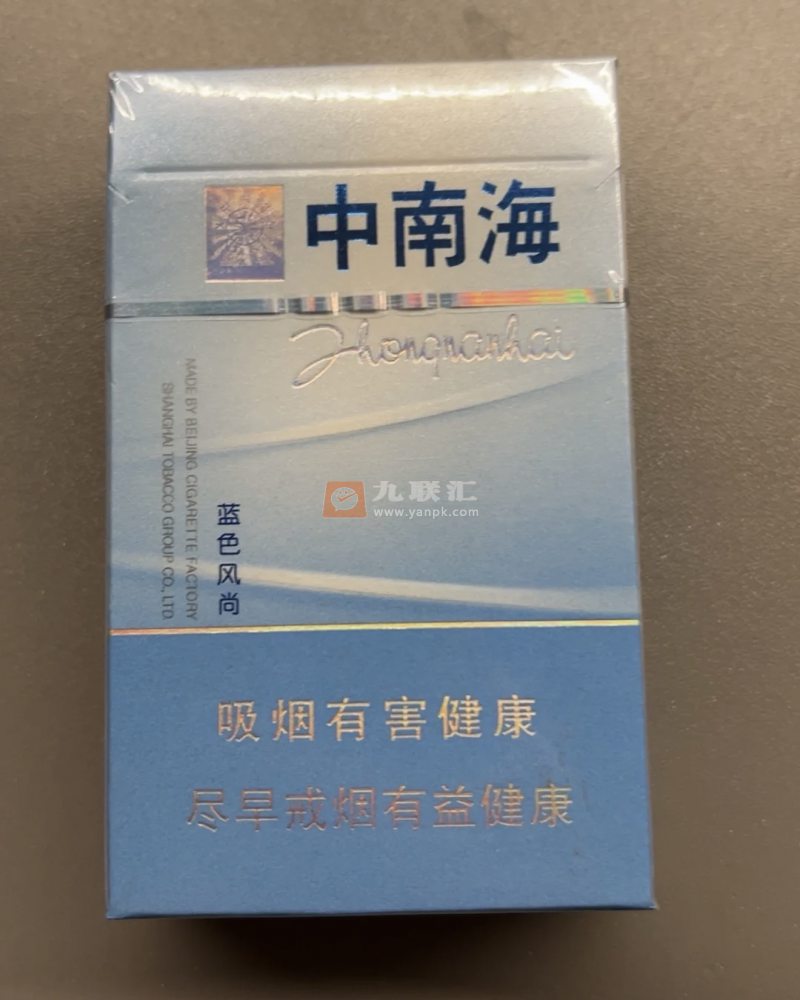 中南海
Zhongnanhai
MADE BY BEIJING CIGARETTE FACTORY
SHANGHAI TOBACCO GROUP CO., LTD.
蓝色风尚
九联汇
www.yanpk.com
吸烟有害健康
尽早戒烟有益健康